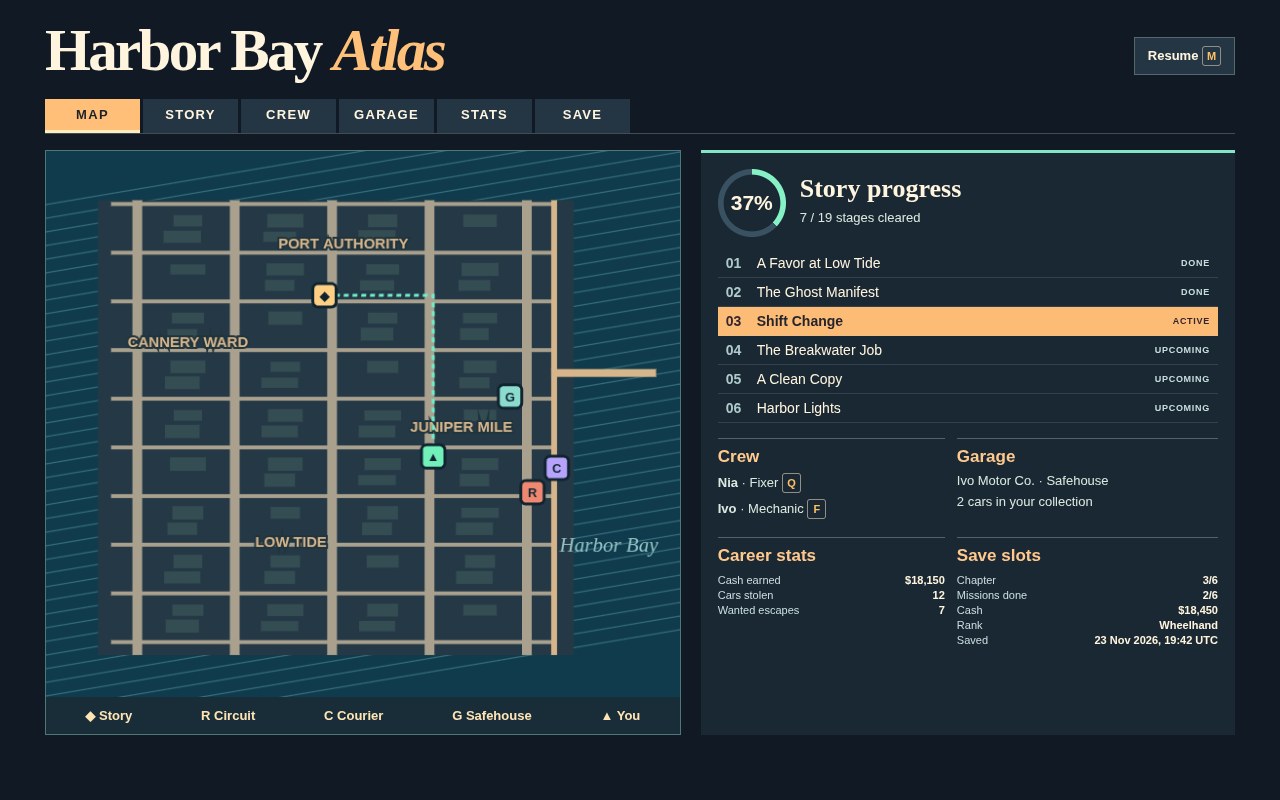 Harbor Bay Atlas
Resume M
MAP
STORY
CREW
GARAGE
STATS
SAVE
PORT AUTHORITY
◆
CANNERY WARD
G
JUNIPER MILE
▲
C
R
LOW TIDE
Harbor Bay
◆ Story
R Circuit
C Courier
G Safehouse
▲ You
37%
Story progress
7 / 19 stages cleared
01 A Favor at Low Tide DONE
02 The Ghost Manifest DONE
03 Shift Change ACTIVE
04 The Breakwater Job UPCOMING
05 A Clean Copy UPCOMING
06 Harbor Lights UPCOMING
Crew
Nia · Fixer Q
Ivo · Mechanic F
Garage
Ivo Motor Co. · Safehouse
2 cars in your collection
Career stats
Cash earned $18,150
Cars stolen 12
Wanted escapes 7
Save slots
Chapter 3/6
Missions done 2/6
Cash $18,450
Rank Wheelhand
Saved 23 Nov 2026, 19:42 UTC